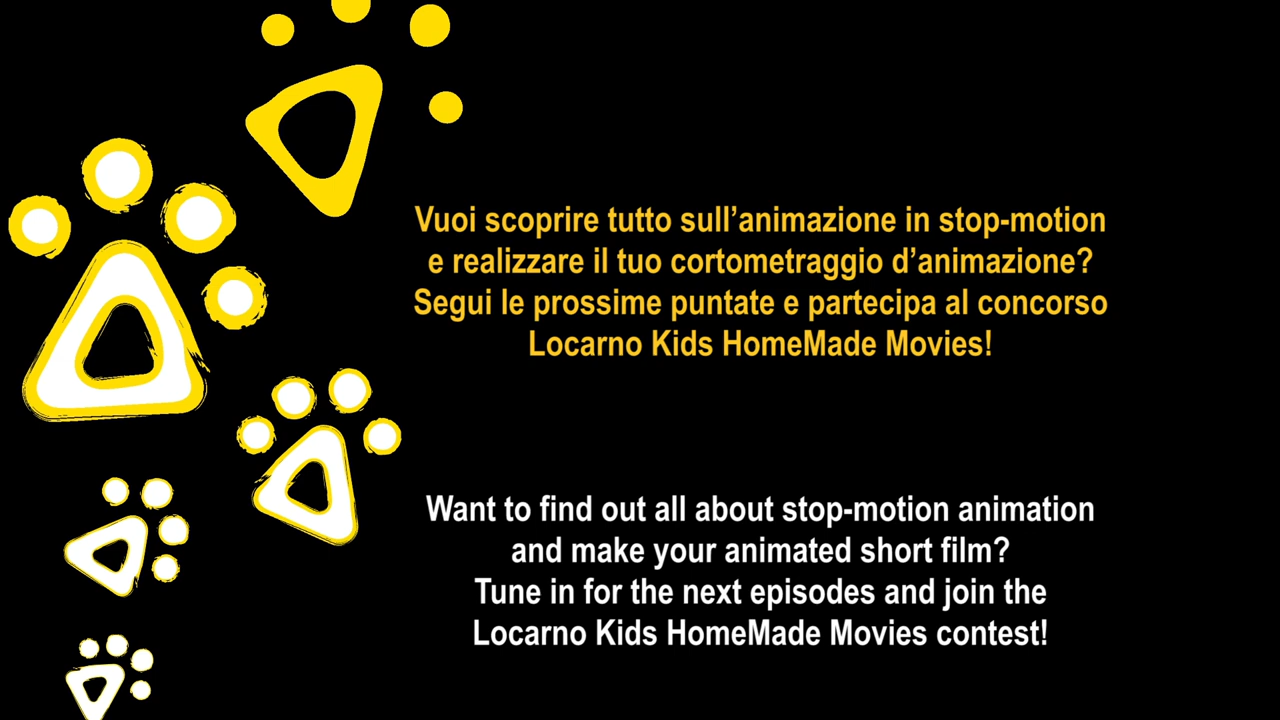 Vuoi scoprire tutto sull’animazione in stop-motion
e realizzare il tuo cortometraggio d’animazione?
Segui le prossime puntate e partecipa al concorso
Locarno Kids HomeMade Movies!
Want to find out all about stop-motion animation
and make your animated short film?
Tune in for the next episodes and join the
Locarno Kids HomeMade Movies contest!